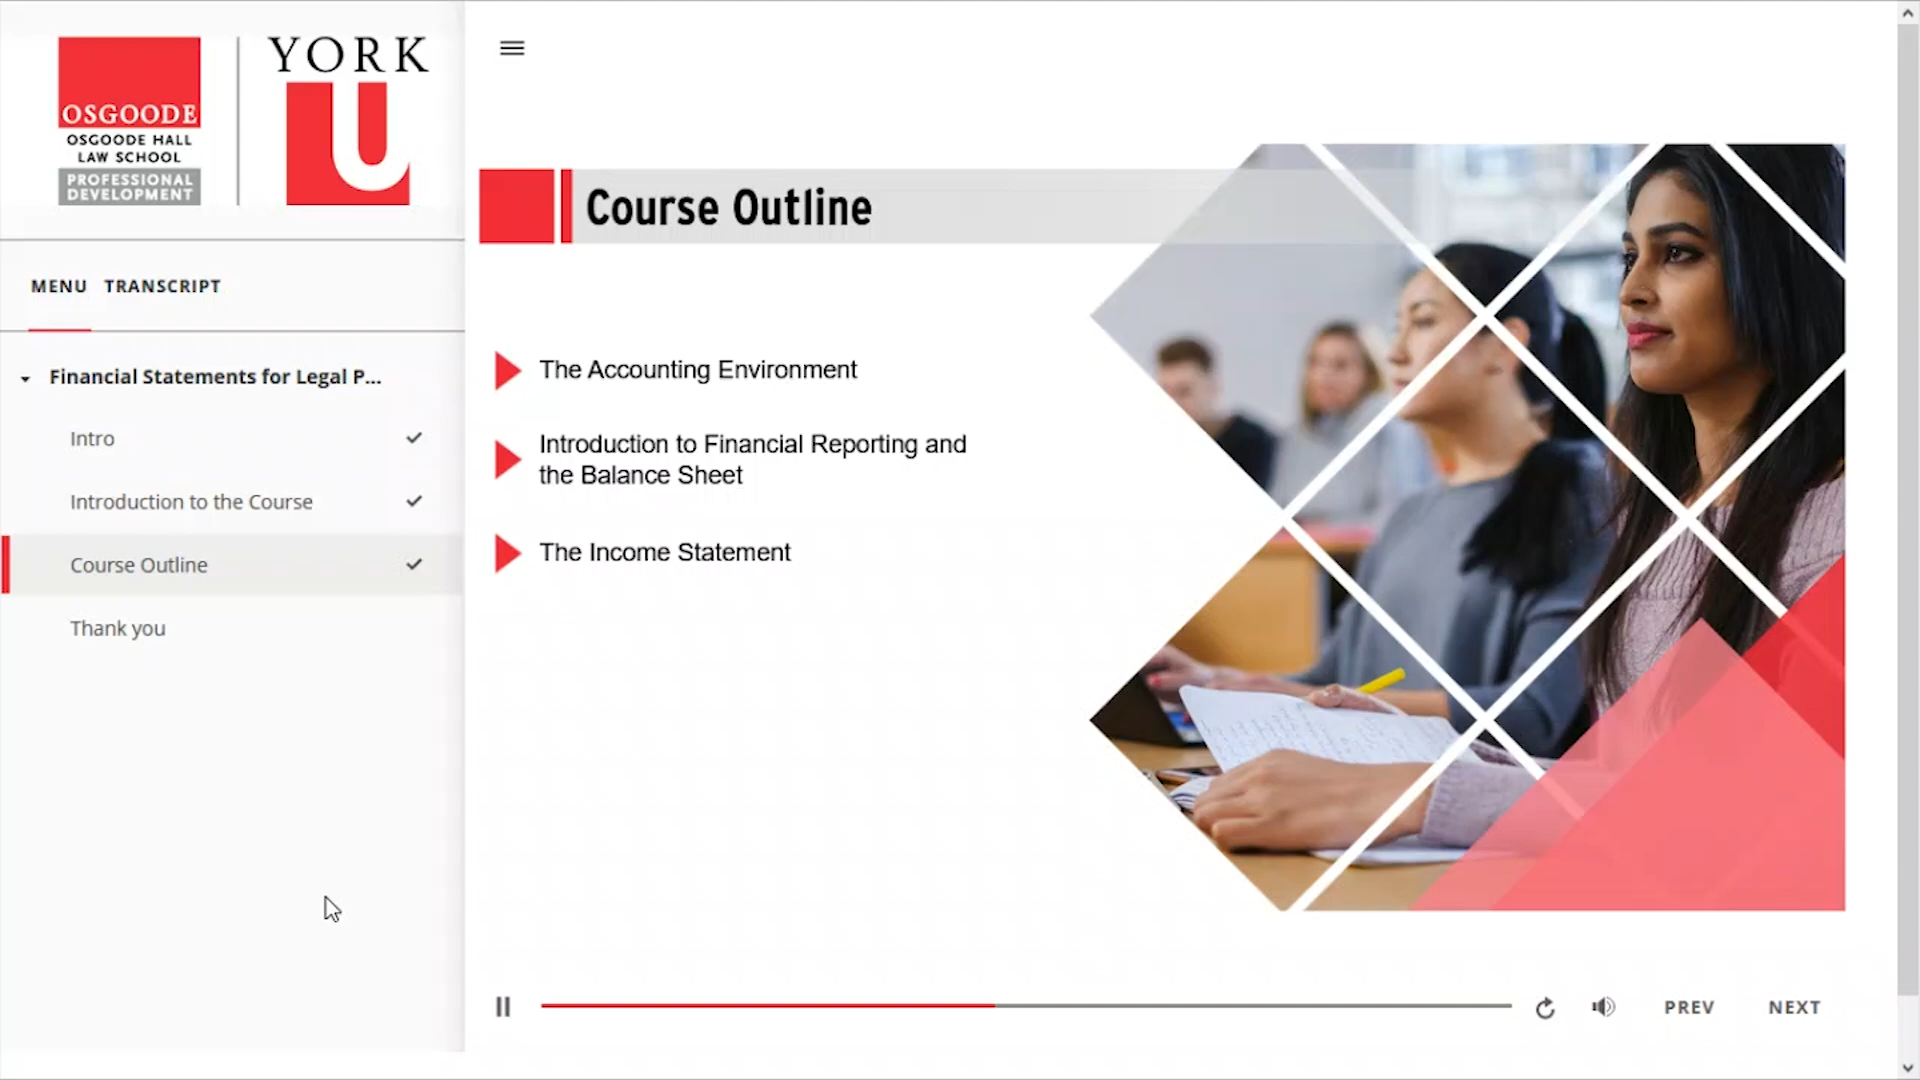 OSGOODE
OSGOODE HALL
LAW SCHOOL
PROFESSIONAL
DEVELOPMENT
YORK
U
MENU TRANSCRIPT
Financial Statements for Legal P...
Intro
Introduction to the Course
Course Outline
Thank you
Course Outline
The Accounting Environment
Introduction to Financial Reporting and
the Balance Sheet
The Income Statement
PREV NEXT